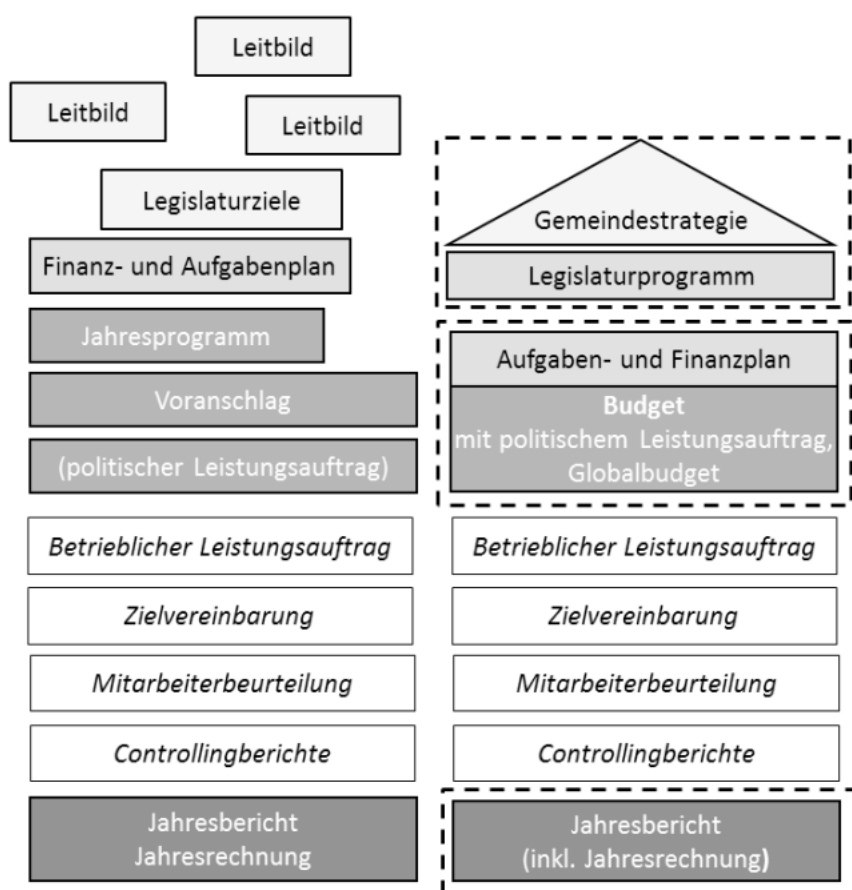 Leitbild
Leitbild
Leitbild
Legislaturziele
Finanz- und Aufgabenplan
Jahresprogramm
Voranschlag
(politischer Leistungsauftrag)
Betrieblicher Leistungsauftrag
Zielvereinbarung
Mitarbeiterbeurteilung
Controllingberichte
Jahresbericht
Jahresrechnung
Gemeindestrategie
Legislaturprogramm
Aufgaben- und Finanzplan
Budget
mit politischem Leistungsauftrag,
Globalbudget
Betrieblicher Leistungsauftrag
Zielvereinbarung
Mitarbeiterbeurteilung
Controllingberichte
Jahresbericht
(inkl. Jahresrechnung)